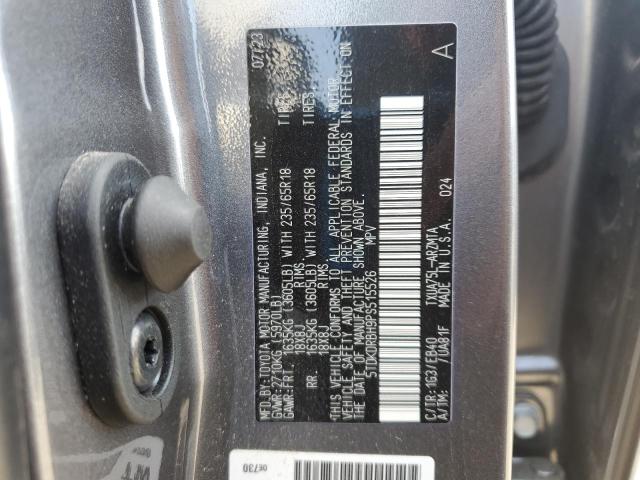 MFD.BY:TOYOTA MOTOR MANUFACTURING, INDIANA, INC. 07/23
GVWR:2710KG (5970LB)
GAWR:FRT. 1635KG (3605LB) WITH 235/65R18 TIRES
18X8J RIMS
RR. 1635KG (3605LB) WITH 235/65R18 TIRES
18X8J RIMS
THIS VEHICLE CONFORMS TO ALL APPLICABLE FEDERAL MOTOR
VEHICLE SAFETY AND THEFT PREVENTION STANDARDS IN EFFECT ON
THE DATE OF MANUFACTURE SHOWN ABOVE.
5TDKDRBH9PS515526 MPV
A
C/TR: 1G3/EB40 TXUA75L-ARZMTA 024
A/TM: /UA81F MADE IN U.S.A.
0E730